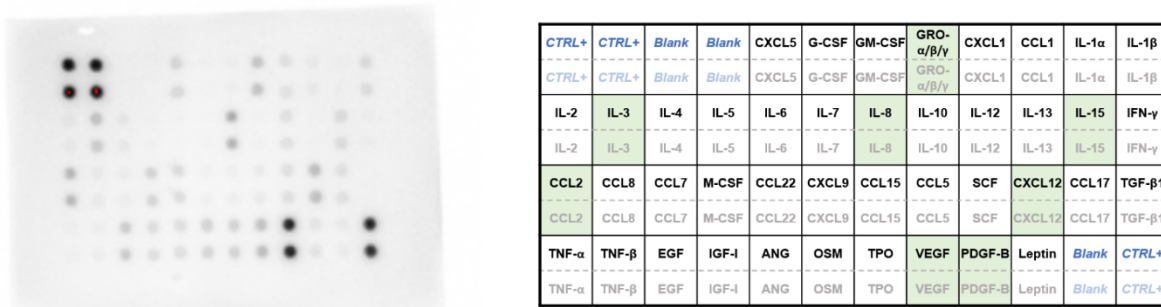 CTRL+ CTRL+ Blank Blank CXCL5 G-CSF GM-CSF GRO-α/β/γ CXCL1 CCL1 IL-1α IL-1β
CTRL+ CTRL+ Blank Blank CXCL5 G-CSF GM-CSF GRO-α/β/γ CXCL1 CCL1 IL-1α IL-1β
IL-2 IL-3 IL-4 IL-5 IL-6 IL-7 IL-8 IL-10 IL-12 IL-13 IL-15 IFN-γ
IL-2 IL-3 IL-4 IL-5 IL-6 IL-7 IL-8 IL-10 IL-12 IL-13 IL-15 IFN-γ
CCL2 CCL8 CCL7 M-CSF CCL22 CXCL9 CCL15 CCL5 SCF CXCL12 CCL17 TGF-β1
CCL2 CCL8 CCL7 M-CSF CCL22 CXCL9 CCL15 CCL5 SCF CXCL12 CCL17 TGF-β1
TNF-α TNF-β EGF IGF-I ANG OSM TPO VEGF PDGF-B Leptin Blank CTRL+
TNF-α TNF-β EGF IGF-I ANG OSM TPO VEGF PDGF-B Leptin Blank CTRL+